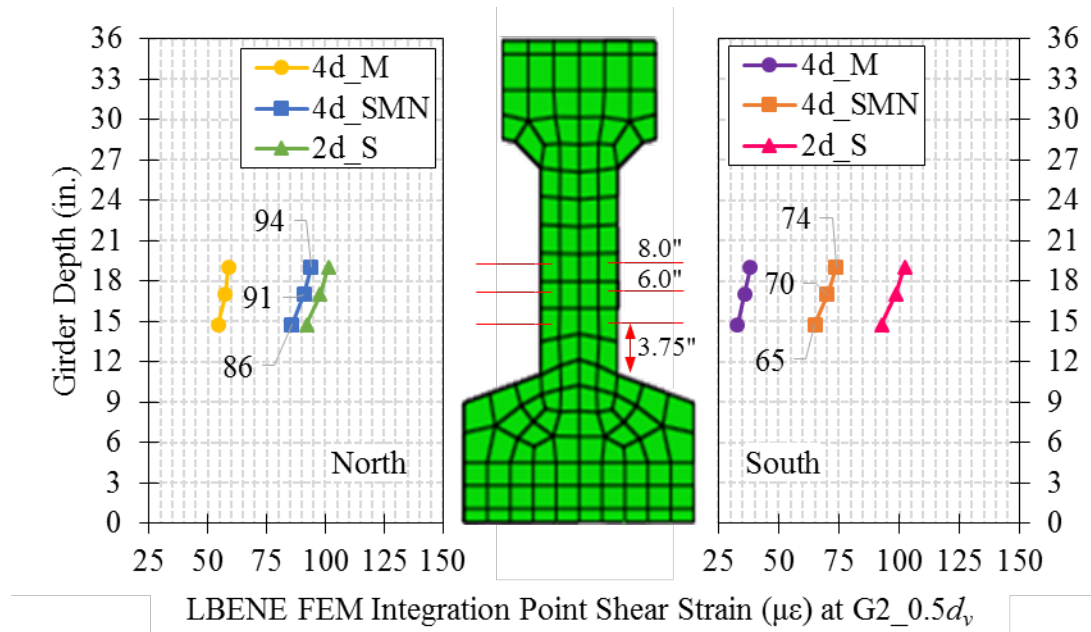 36
33
30
27
24
21
18
15
12
9
6
3
0
Girder Depth (in.)
4d_M
4d_SMN
2d_S
94
91
86
North
25 50 75 100 125 150
8.0"
6.0"
3.75"
4d_M
4d_SMN
2d_S
74
70
65
South
25 50 75 100 125 150
36
33
30
27
24
21
18
15
12
9
6
3
0
LBENE FEM Integration Point Shear Strain (με) at G2_0.5dᵥ